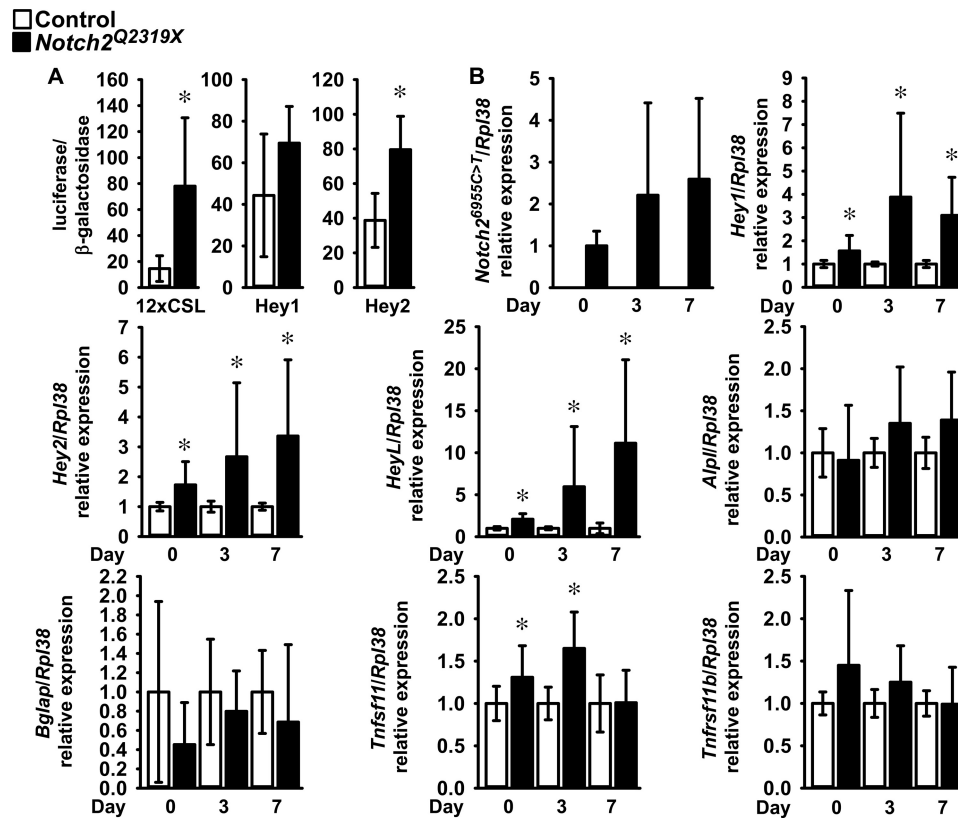 Control
Notch2Q2319X
A
luciferase/
β-galactosidase
160
140
120
100
80
60
40
20
0
*
12xCSL
100
80
60
40
20
0
Hey1
120
100
80
60
40
20
0
*
Hey2
B
Notch26955C>T/Rpl38
relative expression
5
4
3
2
1
0
Day 0 3 7
Hey1/Rpl38
relative expression
9
8
7
6
5
4
3
2
1
0
* * *
Day 0 3 7
Hey2/Rpl38
relative expression
7
6
5
4
3
2
1
0
* * *
Day 0 3 7
HeyL/Rpl38
relative expression
25
20
15
10
5
0
* * *
Day 0 3 7
Alpl/Rpl38
relative expression
2.5
2.0
1.5
1.0
0.5
0.0
Day 0 3 7
Bglap/Rpl38
relative expression
2.2
2.0
1.8
1.6
1.4
1.2
1.0
0.8
0.6
0.4
0.2
0.0
Day 0 3 7
Tnfsf1/Rpl38
relative expression
2.5
2.0
1.5
1.0
0.5
0.0
* *
Day 0 3 7
Tnfrsf11b/Rpl38
relative expression
2.5
2.0
1.5
1.0
0.5
0.0
Day 0 3 7